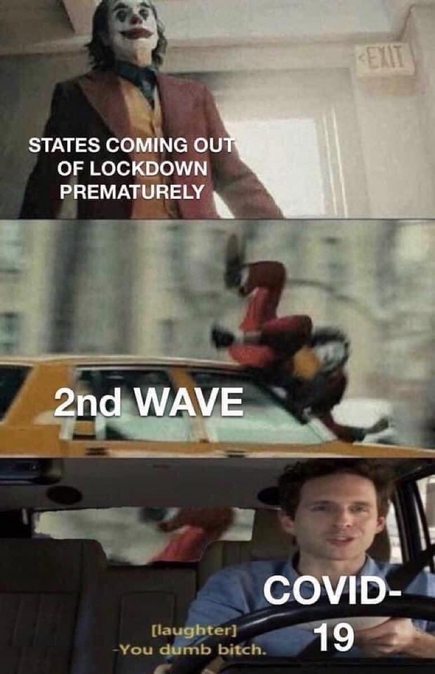 EXIT
STATES COMING OUT
OF LOCKDOWN
PREMATURELY
2nd WAVE
COVID-
19
[laughter]
-You dumb bitch.